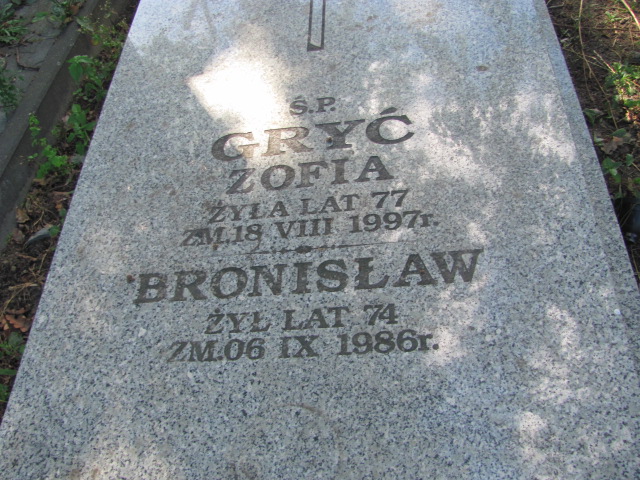 Ś.P.
GRYĆ
ZOFIA
ŻYŁA LAT 77
ZM.18 VIII 1997r.
BRONISŁAW
ŻYŁ LAT 74
ZM.06 IX 1986r.